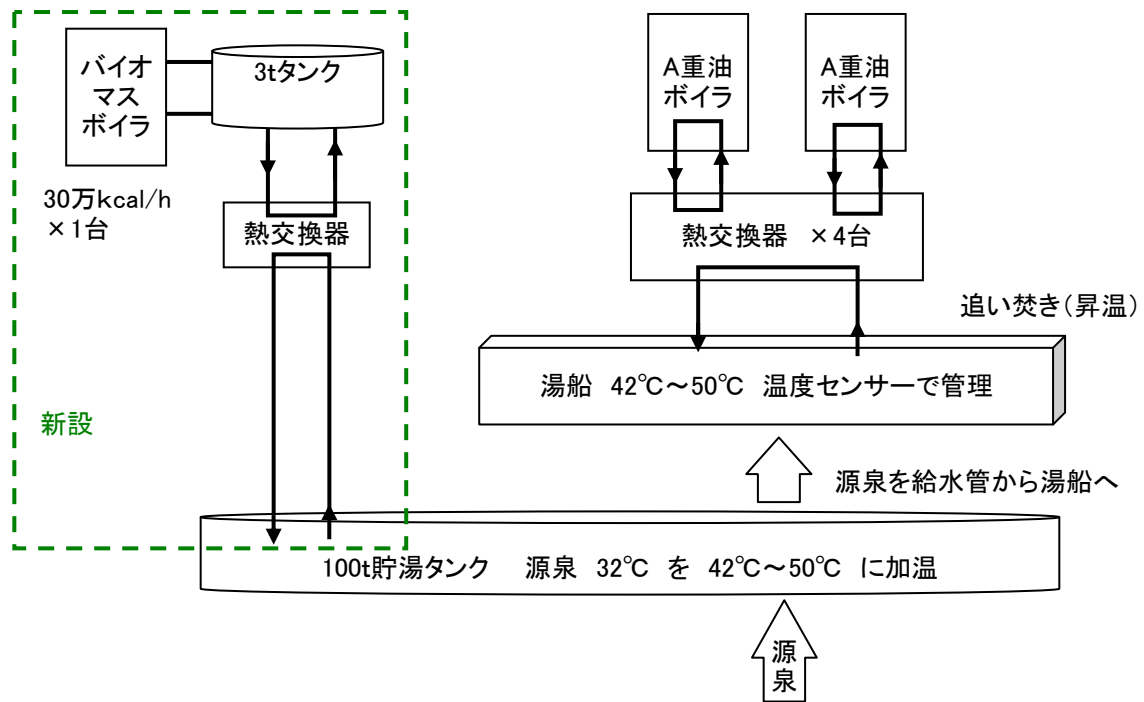 バイオ
マス
ボイラ
3tタンク
30万kcal/h
×1台
熱交換器
新設
A重油
ボイラ
A重油
ボイラ
熱交換器 ×4台
追い焚き(昇温)
湯船 42℃~50℃ 温度センサーで管理
源泉を給水管から湯船へ
100t貯湯タンク 源泉 32℃ を 42℃~50℃ に加温
源
泉